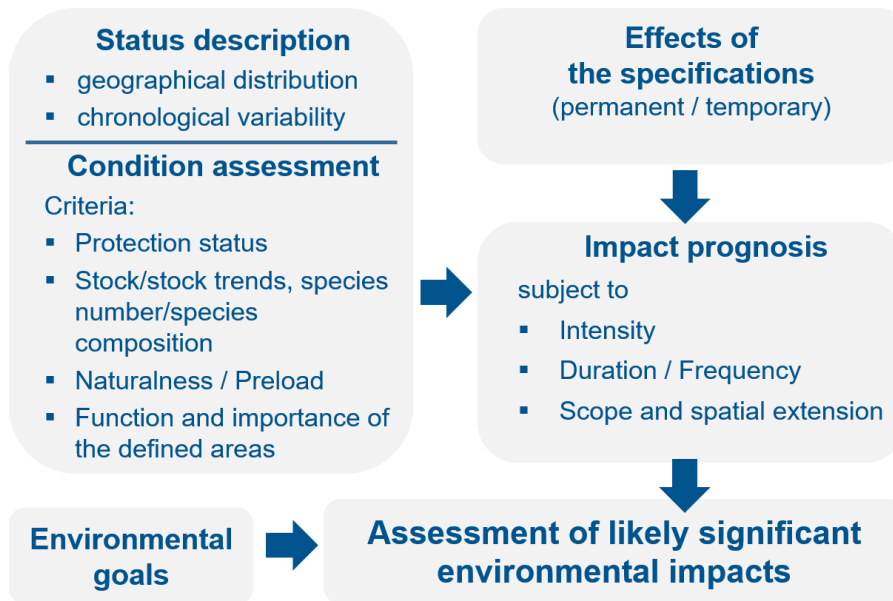 Status description
▪ geographical distribution
▪ chronological variability
Condition assessment
Criteria:
▪ Protection status
▪ Stock/stock trends, species
number/species
composition
▪ Naturalness / Preload
▪ Function and importance of
the defined areas
Effects of
the specifications
(permanent / temporary)
Impact prognosis
subject to
▪ Intensity
▪ Duration / Frequency
▪ Scope and spatial extension
Environmental
goals
Assessment of likely significant
environmental impacts